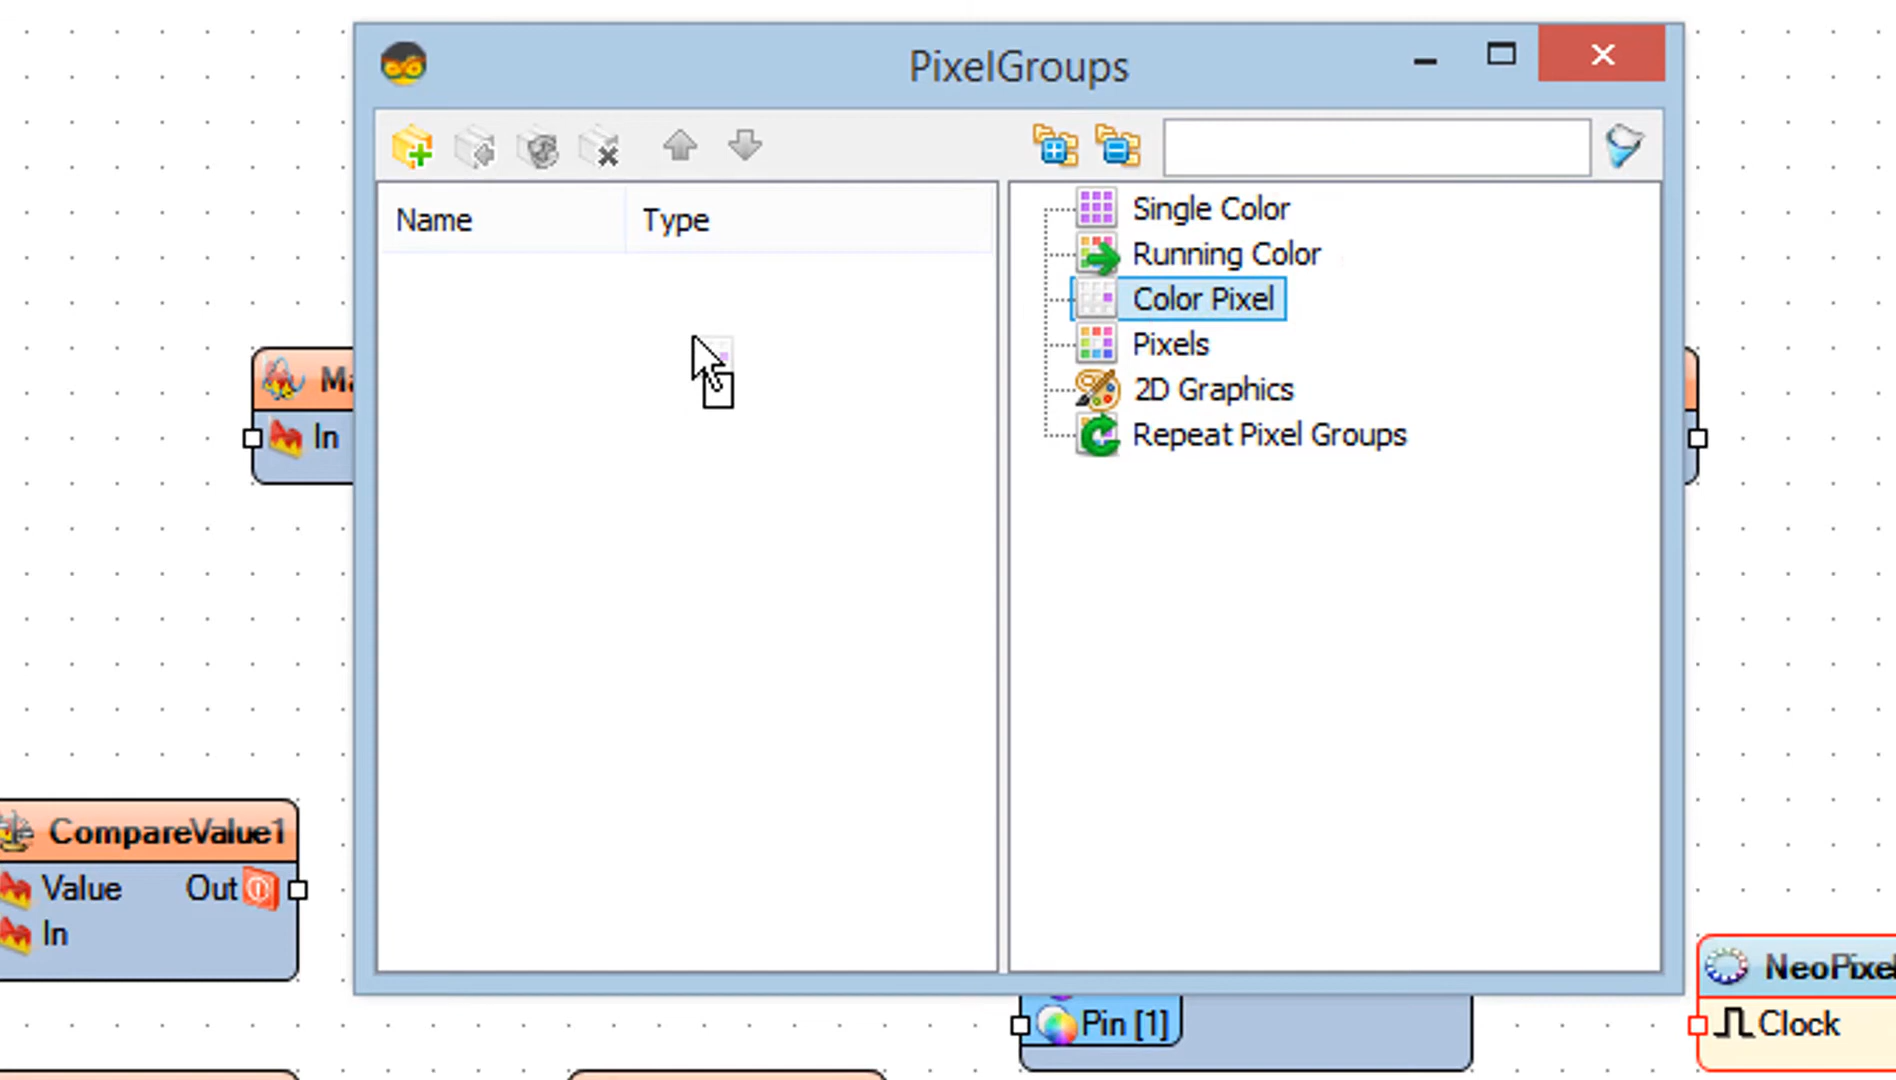 PixelGroups
Name Type
Single Color
Running Color
Color Pixel
Pixels
2D Graphics
Repeat Pixel Groups
In
CompareValue1
Value Out
In
Pin [1]
Clock